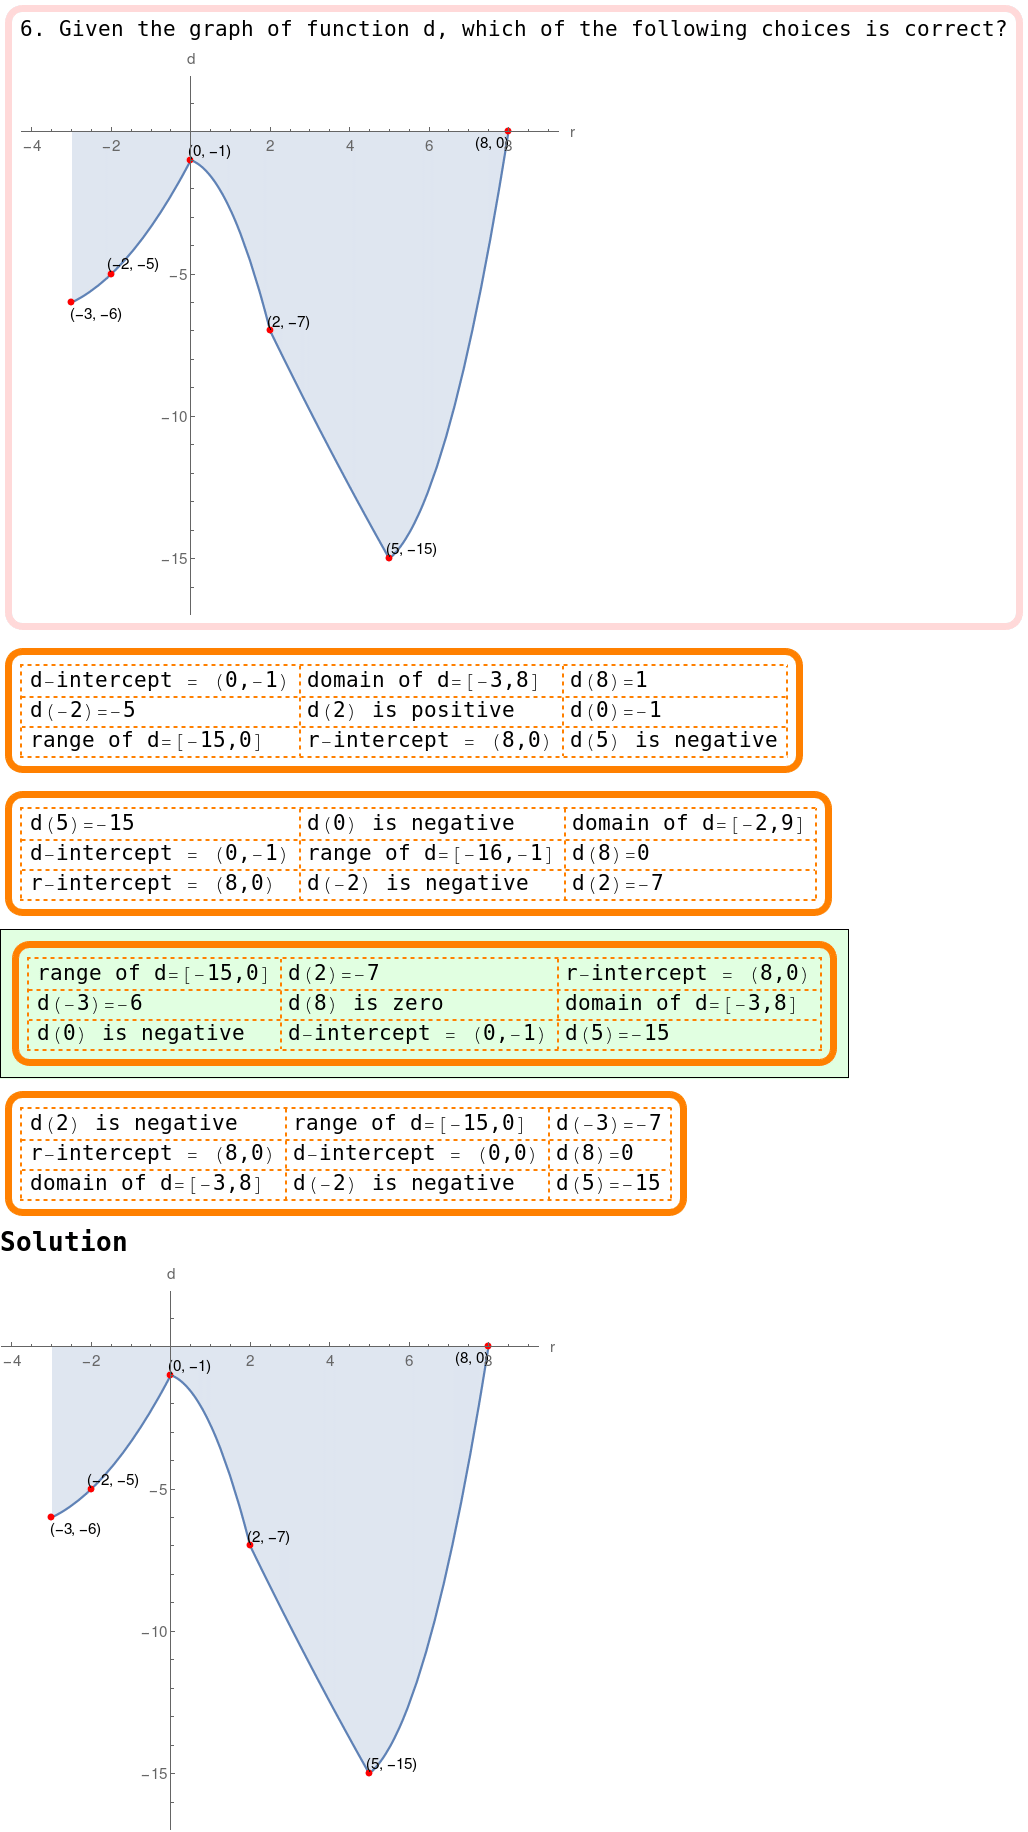 6. Given the graph of function d, which of the following choices is correct?
d
(0, −1)
(8, 0)
r
−4 −2 2 4 6 8
(−2, −5)
−5
(−3, −6)
(2, −7)
−10
(5, −15)
−15
d-intercept = (0,-1) domain of d=[-3,8] d(8)=1
d(-2)=-5 d(2) is positive d(0)=-1
range of d=[-15,0] r-intercept = (8,0) d(5) is negative
d(5)=-15 d(0) is negative domain of d=[-2,9]
d-intercept = (0,-1) range of d=[-16,-1] d(8)=0
r-intercept = (8,0) d(-2) is negative d(2)=-7
range of d=[-15,0] d(2)=-7 r-intercept = (8,0)
d(-3)=-6 d(8) is zero domain of d=[-3,8]
d(0) is negative d-intercept = (0,-1) d(5)=-15
d(2) is negative range of d=[-15,0] d(-3)=-7
r-intercept = (8,0) d-intercept = (0,0) d(8)=0
domain of d=[-3,8] d(-2) is negative d(5)=-15
Solution
d
(0, −1)
(8, 0)
r
−4 −2 2 4 6 8
(−2, −5)
−5
(−3, −6)
(2, −7)
−10
(5, −15)
−15